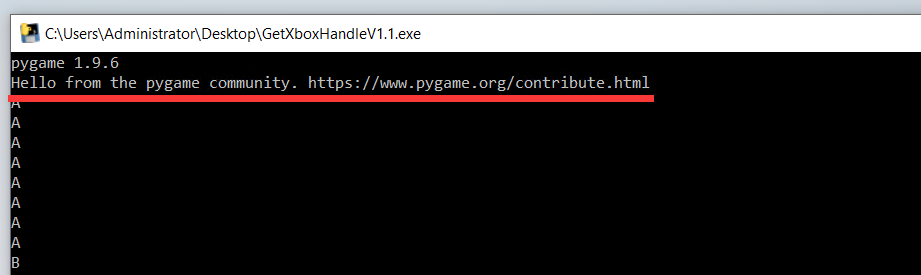 C:\Users\Administrator\Desktop\GetXboxHandleV1.1.exe
pygame 1.9.6
Hello from the pygame community. https://www.pygame.org/contribute.html
A
A
A
A
A
A
A
A
B